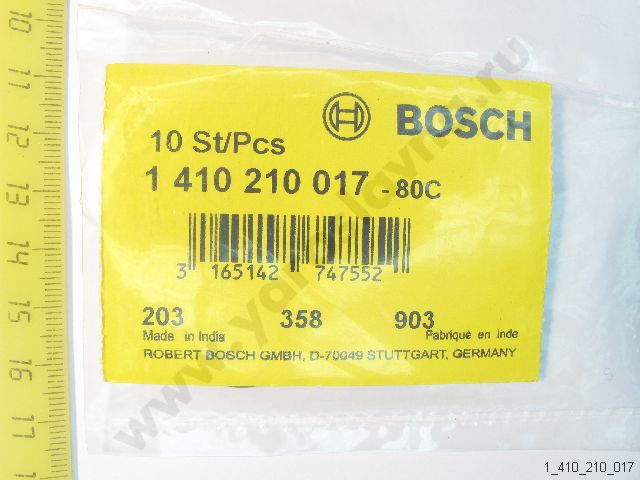 BOSCH
10 St/Pcs
1 410 210 017 - 80C
3 165142 747552
203 358 903
Made in India Fabriqué en Inde
ROBERT BOSCH GMBH, D-70049 STUTTGART, GERMANY
10 11 12 13 14 15 16 17
1_410_210_017